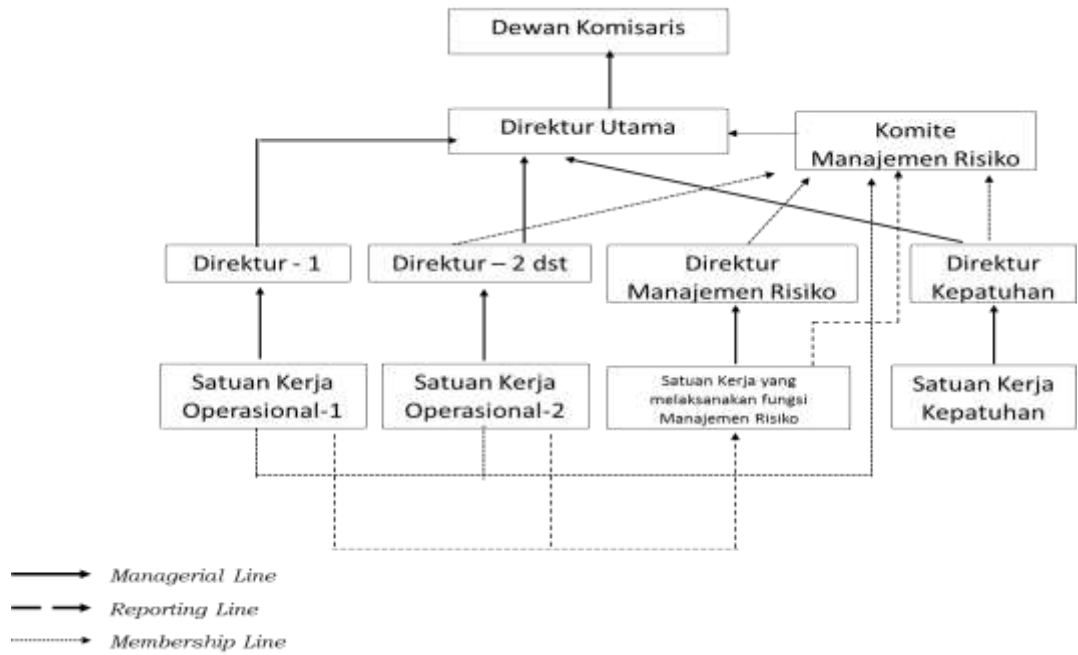 Dewan Komisaris
Direktur Utama
Komite
Manajemen Risiko
Direktur - 1
Direktur – 2 dst
Direktur
Manajemen Risiko
Direktur
Kepatuhan
Satuan Kerja
Operasional-1
Satuan Kerja
Operasional-2
Satuan Kerja yang
melaksanakan fungsi
Manajemen Risiko
Satuan Kerja
Kepatuhan
Managerial Line
Reporting Line
Membership Line